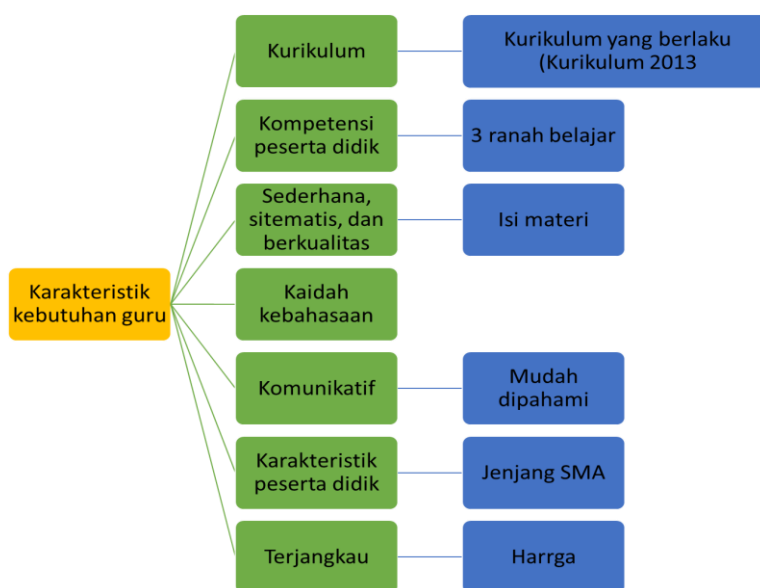 Kurikulum
Kurikulum yang berlaku
(Kurikulum 2013
Kompetensi
peserta didik
3 ranah belajar
Sederhana,
sitematis, dan
berkualitas
Isi materi
Karakteristik
kebutuhan guru
Kaidah
kebahasaan
Komunikatif
Mudah
dipahami
Karakteristik
peserta didik
Jenjang SMA
Terjangkau
Harrga